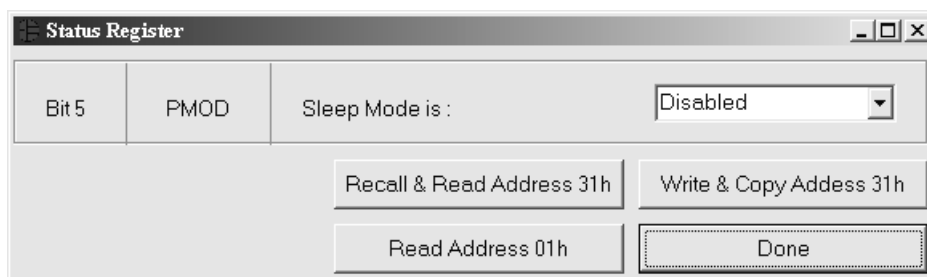 Status Register
Bit 5 PMOD Sleep Mode is : Disabled
Recall & Read Address 31h Write & Copy Addess 31h
Read Address 01h Done